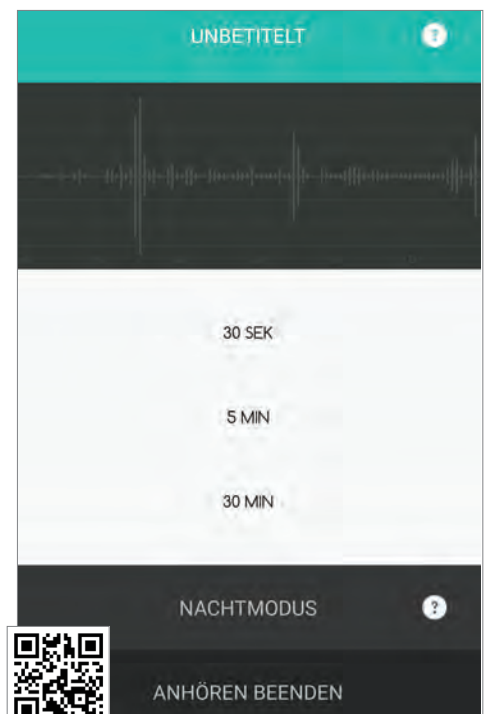 UNBETITELT
?
30 SEK
5 MIN
30 MIN
NACHTMODUS
?
ANHÖREN BEENDEN